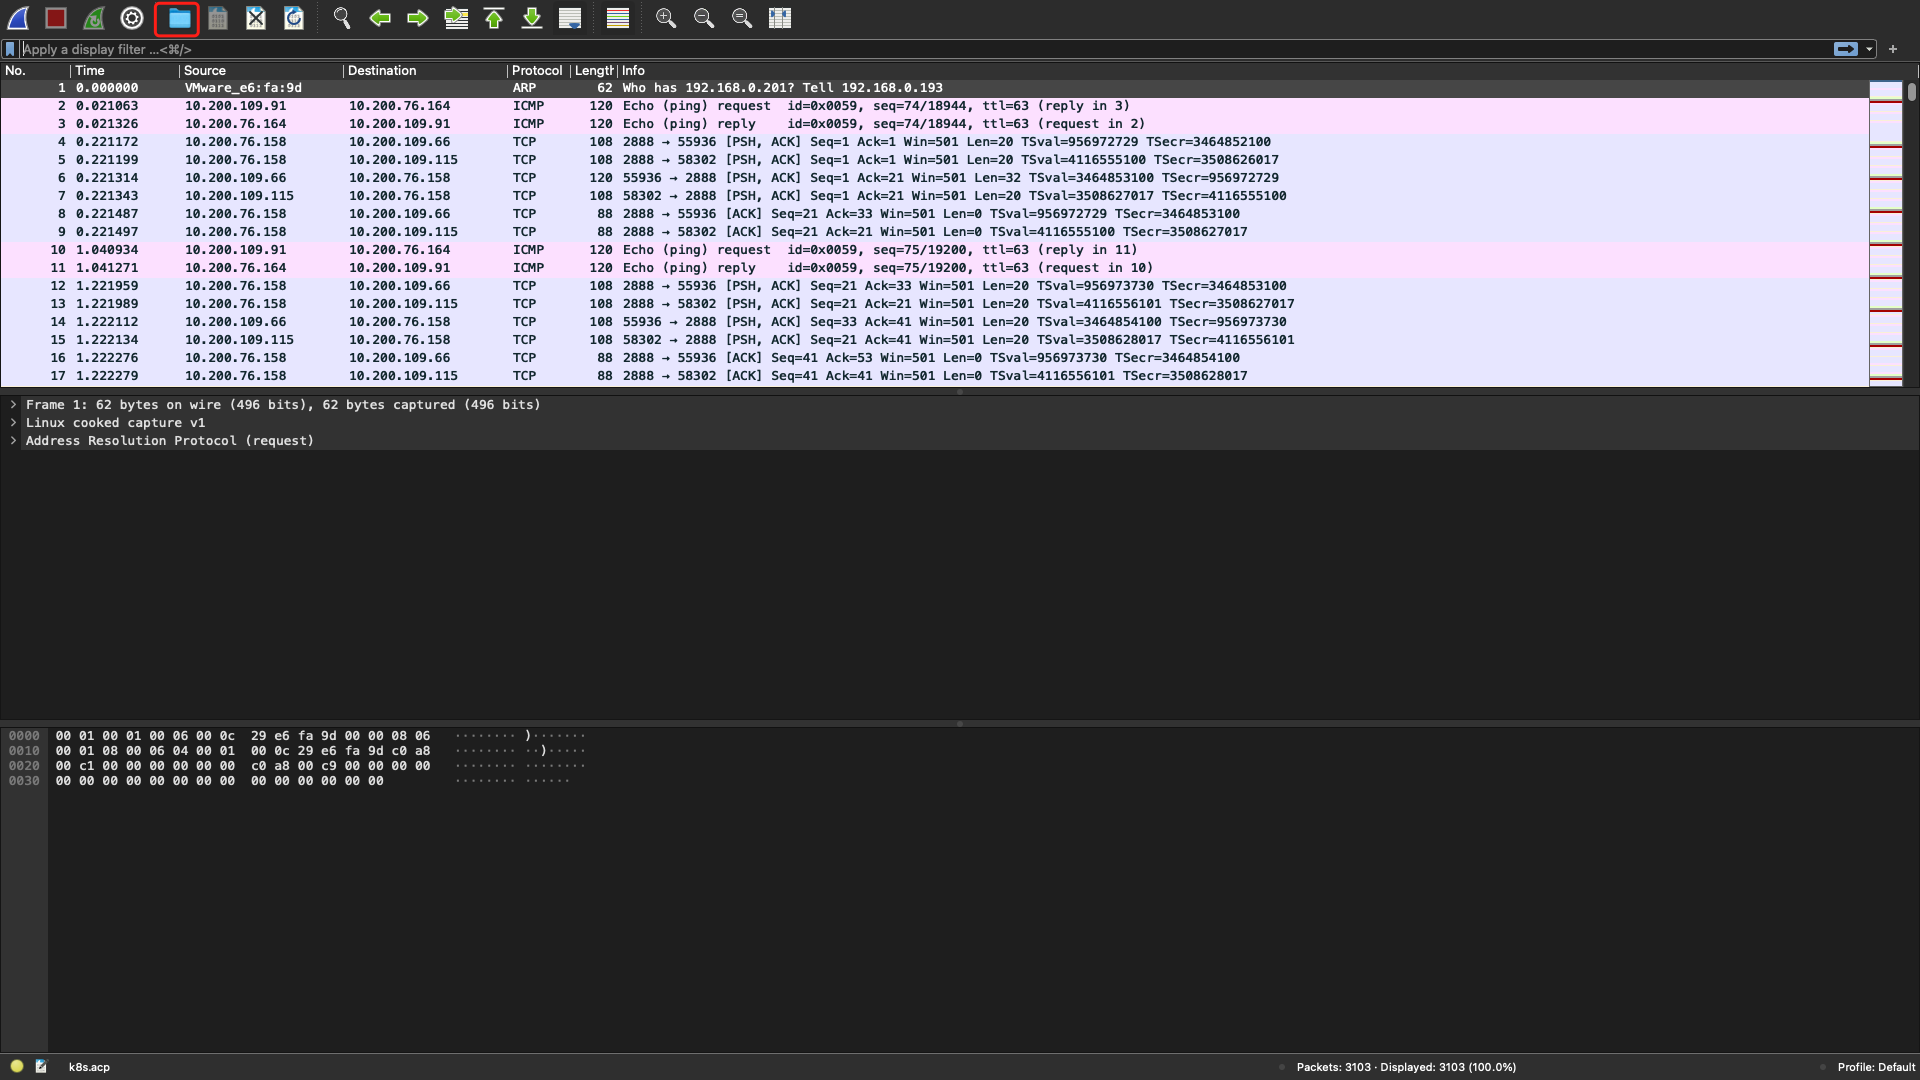 Apply a display filter ...<⌘/>
No. Time Source Destination Protocol Length Info
1 0.000000 VMware_e6:fa:9d ARP 62 Who has 192.168.0.201? Tell 192.168.0.193
2 0.021063 10.200.109.91 10.200.76.164 ICMP 120 Echo (ping) request id=0x0059, seq=74/18944, ttl=63 (reply in 3)
3 0.021326 10.200.76.164 10.200.109.91 ICMP 120 Echo (ping) reply id=0x0059, seq=74/18944, ttl=63 (request in 2)
4 0.221172 10.200.76.158 10.200.109.66 TCP 108 2888 → 55936 [PSH, ACK] Seq=1 Ack=1 Win=501 Len=20 TSval=956972729 TSecr=3464852100
5 0.221199 10.200.76.158 10.200.109.115 TCP 108 2888 → 58302 [PSH, ACK] Seq=1 Ack=1 Win=501 Len=20 TSval=4116555100 TSecr=3508626017
6 0.221314 10.200.109.66 10.200.76.158 TCP 120 55936 → 2888 [PSH, ACK] Seq=1 Ack=21 Win=501 Len=32 TSval=3464853100 TSecr=956972729
7 0.221343 10.200.109.115 10.200.76.158 TCP 108 58302 → 2888 [PSH, ACK] Seq=1 Ack=21 Win=501 Len=20 TSval=3508627017 TSecr=4116555100
8 0.221487 10.200.76.158 10.200.109.66 TCP 88 2888 → 55936 [ACK] Seq=21 Ack=33 Win=501 Len=0 TSval=956972729 TSecr=3464853100
9 0.221497 10.200.76.158 10.200.109.115 TCP 88 2888 → 58302 [ACK] Seq=21 Ack=21 Win=501 Len=0 TSval=4116555100 TSecr=3508627017
10 1.040934 10.200.109.91 10.200.76.164 ICMP 120 Echo (ping) request id=0x0059, seq=75/19200, ttl=63 (reply in 11)
11 1.041271 10.200.76.164 10.200.109.91 ICMP 120 Echo (ping) reply id=0x0059, seq=75/19200, ttl=63 (request in 10)
12 1.221959 10.200.76.158 10.200.109.66 TCP 108 2888 → 55936 [PSH, ACK] Seq=21 Ack=33 Win=501 Len=20 TSval=956973730 TSecr=3464853100
13 1.221989 10.200.76.158 10.200.109.115 TCP 108 2888 → 58302 [PSH, ACK] Seq=21 Ack=21 Win=501 Len=20 TSval=4116556101 TSecr=3508627017
14 1.222112 10.200.109.66 10.200.76.158 TCP 108 55936 → 2888 [PSH, ACK] Seq=33 Ack=41 Win=501 Len=20 TSval=3464854100 TSecr=956973730
15 1.222134 10.200.109.115 10.200.76.158 TCP 108 58302 → 2888 [PSH, ACK] Seq=21 Ack=41 Win=501 Len=20 TSval=3508628017 TSecr=4116556101
16 1.222276 10.200.76.158 10.200.109.66 TCP 88 2888 → 55936 [ACK] Seq=41 Ack=53 Win=501 Len=0 TSval=956973730 TSecr=3464854100
17 1.222279 10.200.76.158 10.200.109.115 TCP 88 2888 → 58302 [ACK] Seq=41 Ack=41 Win=501 Len=0 TSval=4116556101 TSecr=3508628017
Frame 1: 62 bytes on wire (496 bits), 62 bytes captured (496 bits)
Linux cooked capture v1
Address Resolution Protocol (request)
0000 00 01 00 01 00 06 00 0c 29 e6 fa 9d 00 00 08 06 ········ )·······
0010 00 01 08 00 06 04 00 01 00 0c 29 e6 fa 9d c0 a8 ········ ··)·····
0020 00 c1 00 00 00 00 00 00 c0 a8 00 c9 00 00 00 00 ········ ········
0030 00 00 00 00 00 00 00 00 00 00 00 00 00 00 ········ ······
k8s.acp Packets: 3103 · Displayed: 3103 (100.0%) Profile: Default